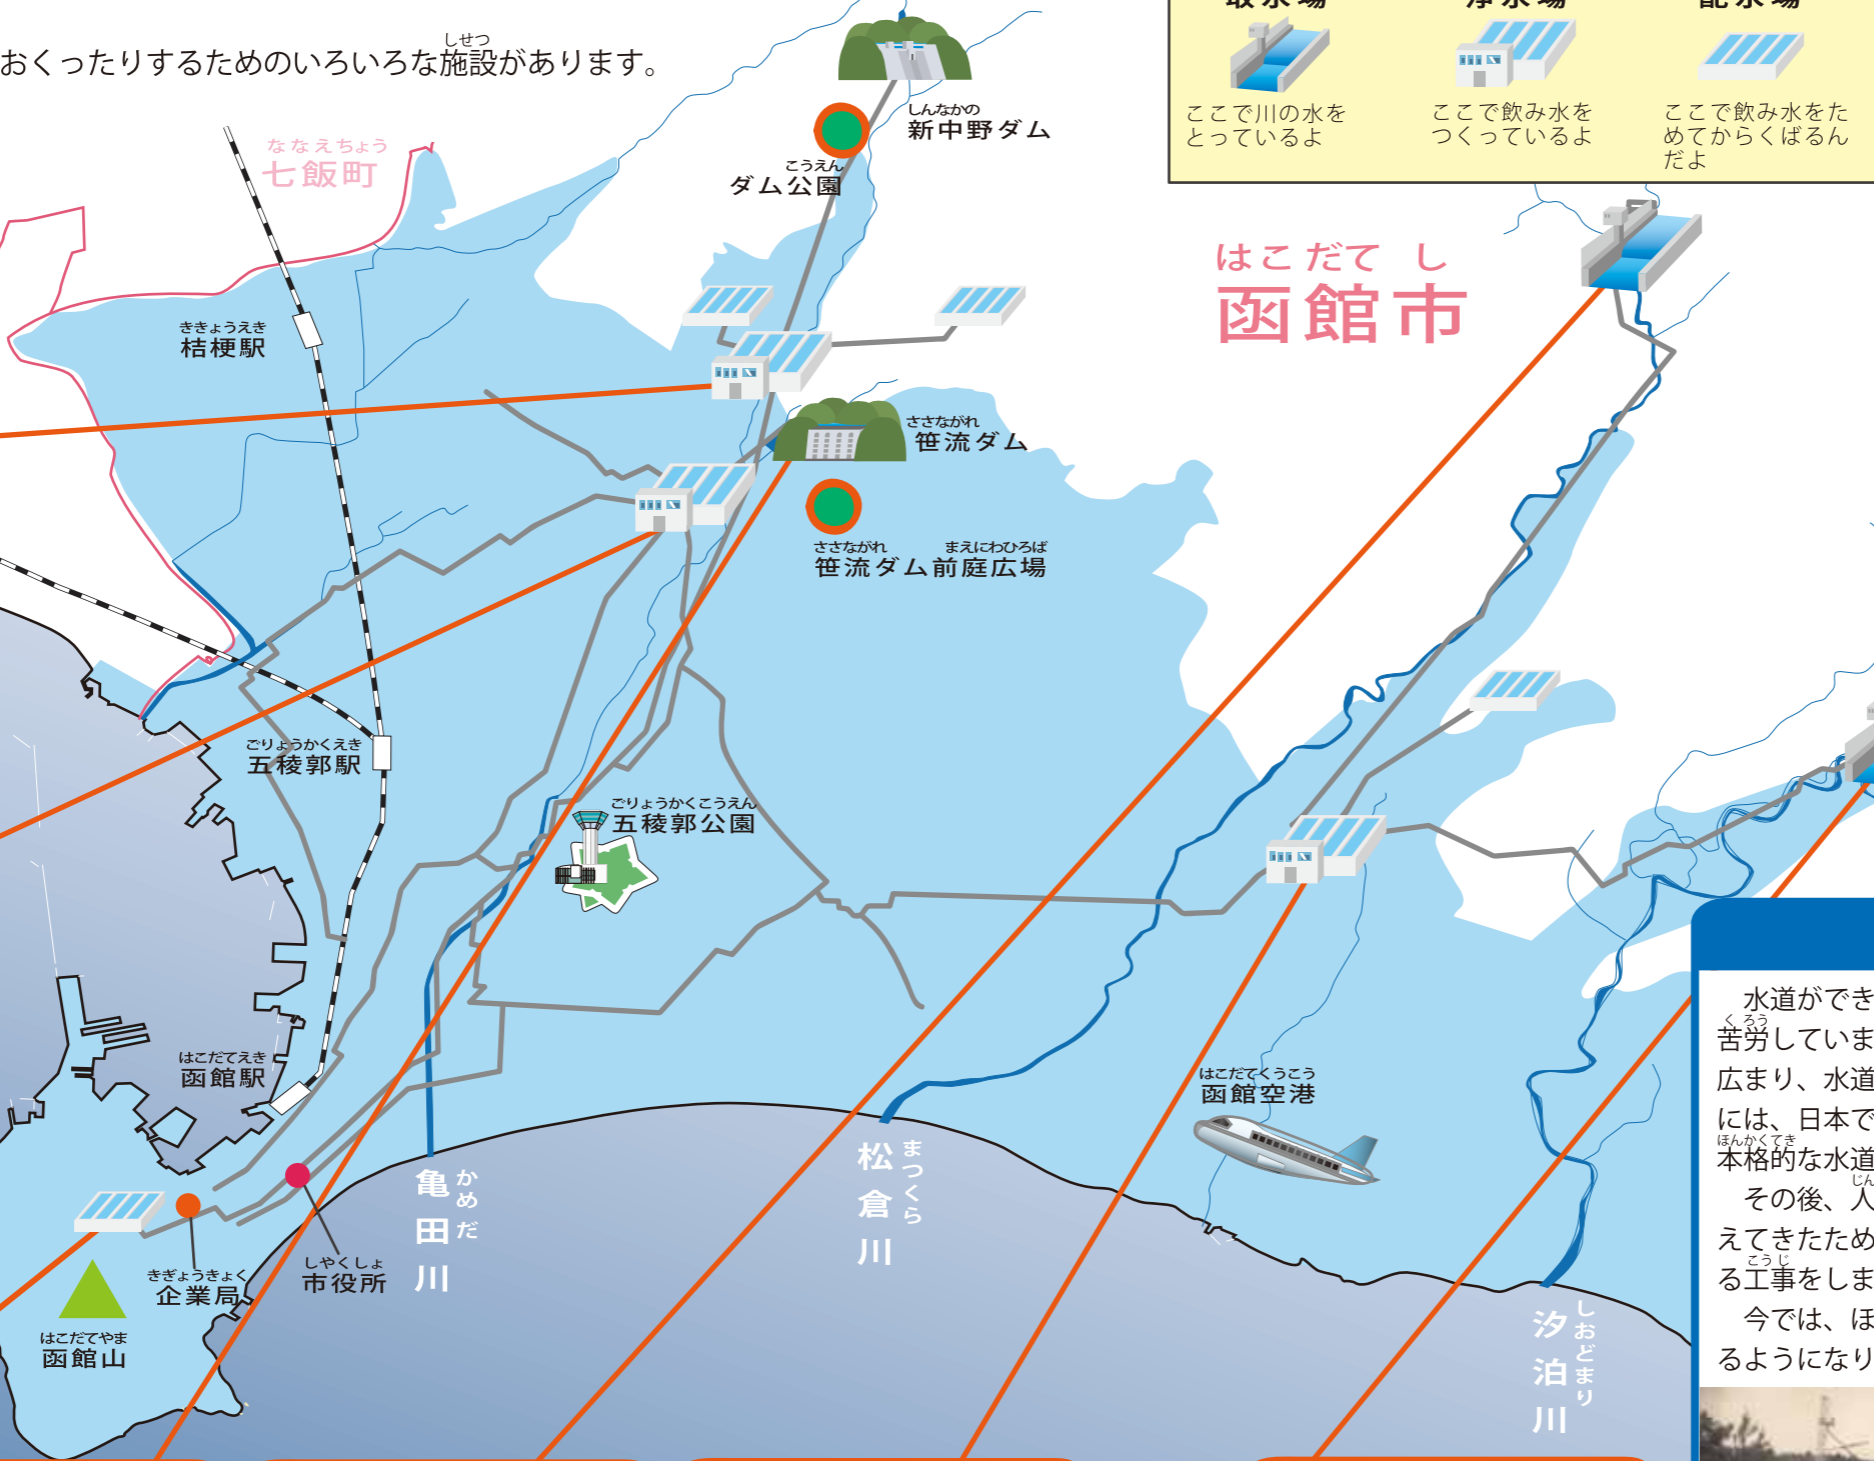 おくったりするためのいろいろな施設があります。
しせつ
取水場
浄水場
配水場
ここで川の水を
とっているよ
ここで飲み水を
つくっているよ
ここで飲み水をた
めてからくばるん
だよ
しんなかの
新中野ダム
こうえん
ダム公園
ななえちょう
七飯町
はこだてし
函館市
ききょうえき
桔梗駅
ささながれ
笹流ダム
ささながれ まえにわひろば
笹流ダム前庭広場
ごりょうかくえき
五稜郭駅
ごりょうかくこうえん
五稜郭公園
はこだてえき
函館駅
はこだてくうこう
函館空港
かめだ
亀田川
まつくら
松倉川
しおどまり
汐泊川
きぎょうきょく
企業局
しやくしょ
市役所
はこだてやま
函館山
水道ができ
くろう
苦労していま
広まり、水道
には、日本で
ほんかくてき
本格的な水道
じん
その後、人
えてきたため
こうじ
る工事をしま
今では、ほ
るようになり